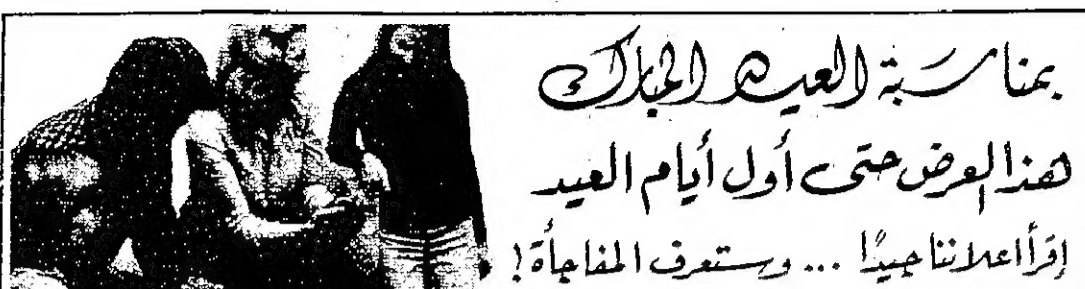 بمناسبة العيد المبارك
هذا العرض حتى أول أيام العيد
إقرأ اعلاننا جيدًا ... وستعرف المفاجأة !